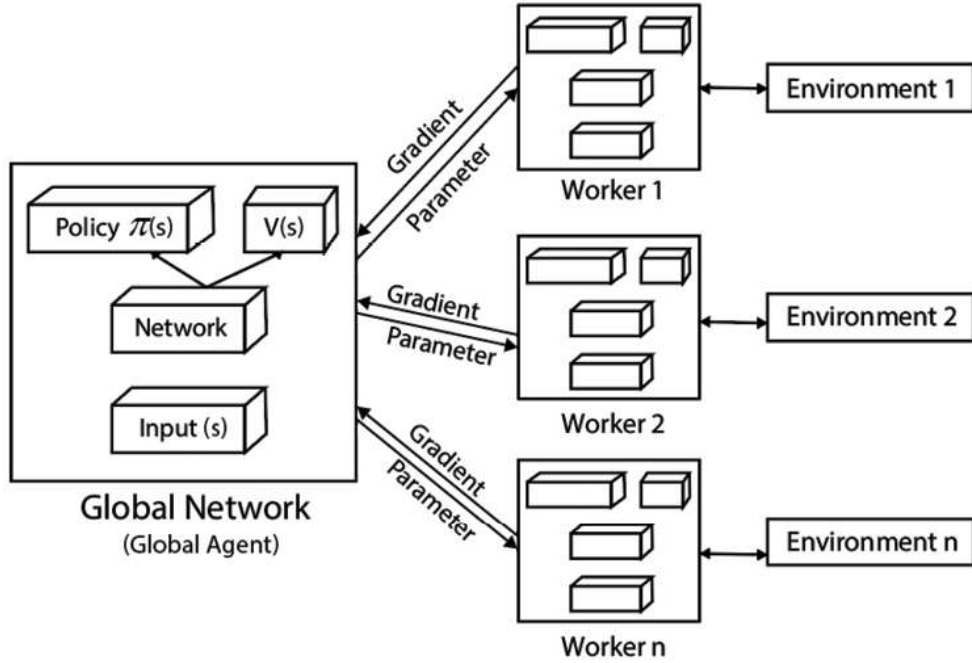 Policy π(s)
V(s)
Network
Input (s)
Global Network
(Global Agent)
Gradient
Parameter
Gradient
Parameter
Gradient
Parameter
Worker 1
Environment 1
Worker 2
Environment 2
Worker n
Environment n